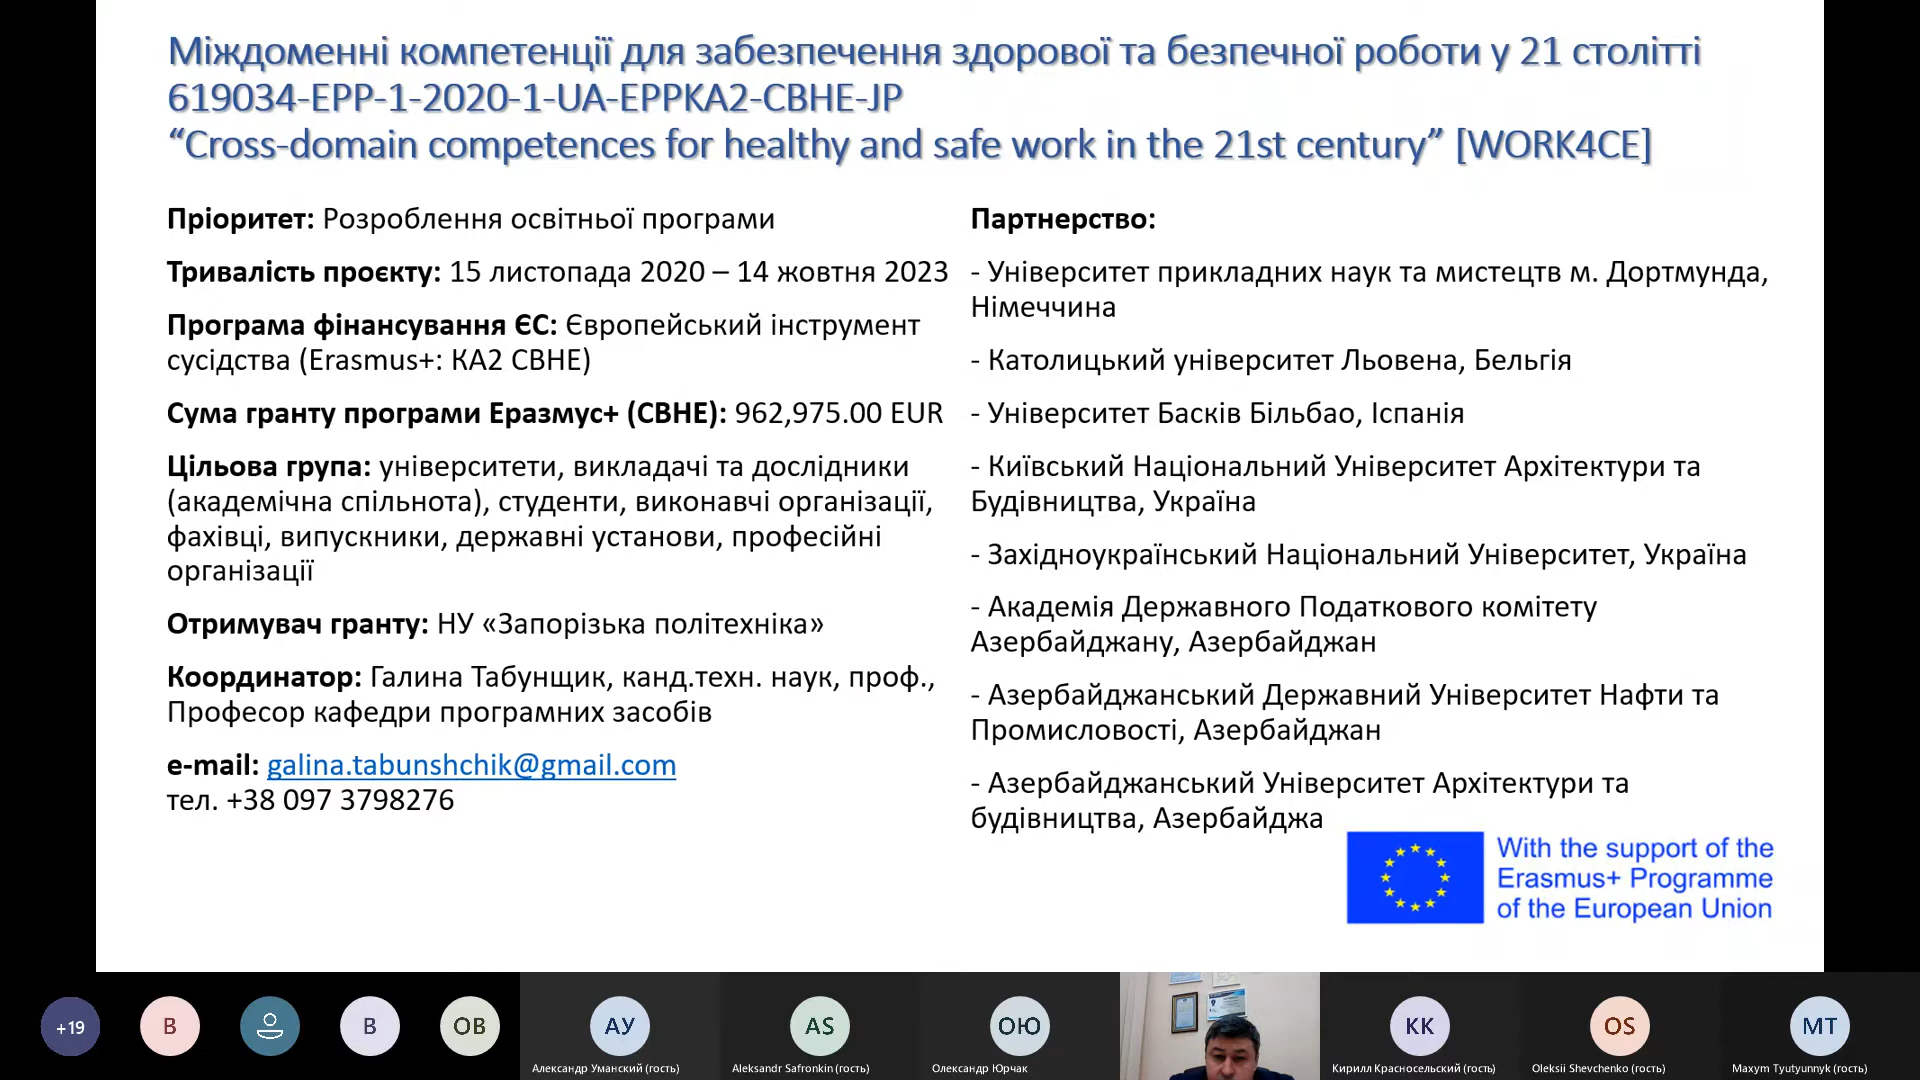 Міждоменні компетенції для забезпечення здорової та безпечної роботи у 21 столітті
619034-EPP-1-2020-1-UA-EPPKA2-CBHE-JP
“Cross-domain competences for healthy and safe work in the 21st century” [WORK4CE]
Пріоритет: Розроблення освітньої програми
Тривалість проєкту: 15 листопада 2020 – 14 жовтня 2023
Програма фінансування ЄС: Європейський інструмент
сусідства (Erasmus+: КА2 СВНЕ)
Сума гранту програми Еразмус+ (СВНЕ): 962,975.00 EUR
Цільова група: університети, викладачі та дослідники
(академічна спільнота), студенти, виконавчі організації,
фахівці, випускники, державні установи, професійні
організації
Отримувач гранту: НУ «Запорізька політехніка»
Координатор: Галина Табунщик, канд.техн. наук, проф.,
Професор кафедри програмних засобів
e-mail: galina.tabunshchik@gmail.com
тел. +38 097 3798276
Партнерство:
- Університет прикладних наук та мистецтв м. Дортмунда,
Німеччина
- Католицький університет Льовена, Бельгія
- Університет Басків Більбао, Іспанія
- Київський Національний Університет Архітектури та
Будівництва, Україна
- Західноукраїнський Національний Університет, Україна
- Академія Державного Податкового комітету
Азербайджану, Азербайджан
- Азербайджанський Державний Університет Нафти та
Промисловості, Азербайджан
- Азербайджанський Університет Архітектури та
будівництва, Азербайджа
With the support of the
Erasmus+ Programme
of the European Union
+19
В
В
ОВ
АУ
AS
ОЮ
КК
OS
MT
Александр Уманский (гость)
Aleksandr Safronkin (гость)
Олександр Юрчак
Кирилл Красносельский (гость)
Oleksii Shevchenko (гость)
Maxym Tyutyunnyk (гость)